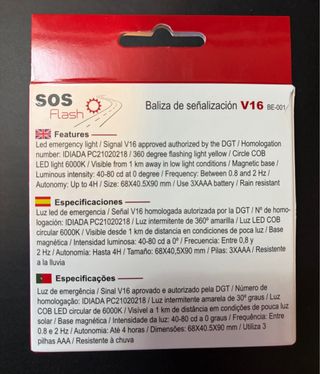 SOS
flash
Baliza de señalización V16 BE-001
Features
Led emergency light / Signal V16 approved authorized by the DGT / Homologation
number: IDIADA PC21020218 / 360 degree flashing light yellow / Circle COB
LED light 6000K / Visible from 1 km away in low light conditions / Magnetic base /
Luminous intensity: 40-80 cd at 0 degree / Frequency: Between 0.8 and 2 Hz /
Autonomy: Up to 4H / Size: 68X40.5X90 mm / Use 3XAAA battery / Rain resistant
Especificaciones
Luz led de emergencia / Señal V16 homologada autorizada por la DGT / Nº de homo-
logación: IDIADA PC21020218 / Luz intermitente de 360º amarilla / Luz LED COB
circular 6000K / Visible desde 1 km de distancia en condiciones de poca luz / Base
magnética / Intensidad luminosa: 40-80 cd a 0º / Frecuencia: Entre 0,8 y
2 Hz / Autonomía: Hasta 4H / Tamaño: 68X40,5X90 mm / Pilas: 3XAAA / Resistente
a la lluvia
Especificações
Luz de emergência / Sinal V16 aprovado e autorizado pela DGT / Número de
homologação: IDIADA PC21020218 / Luz intermitente amarela de 360º graus / Luz
COB LED circular de 6000K / Visível a 1 km de distância em condições de pouca luz
solar / Base magnética / Intensidade luminosa: 40-80 cd a 0 graus / Frequência: Entre
0.8 e 2 Hz / Autonomia: Até 4 horas / Dimensões: 68X40.5X90 mm / Utiliza 3
pilhas AAA / Resistente à chuva